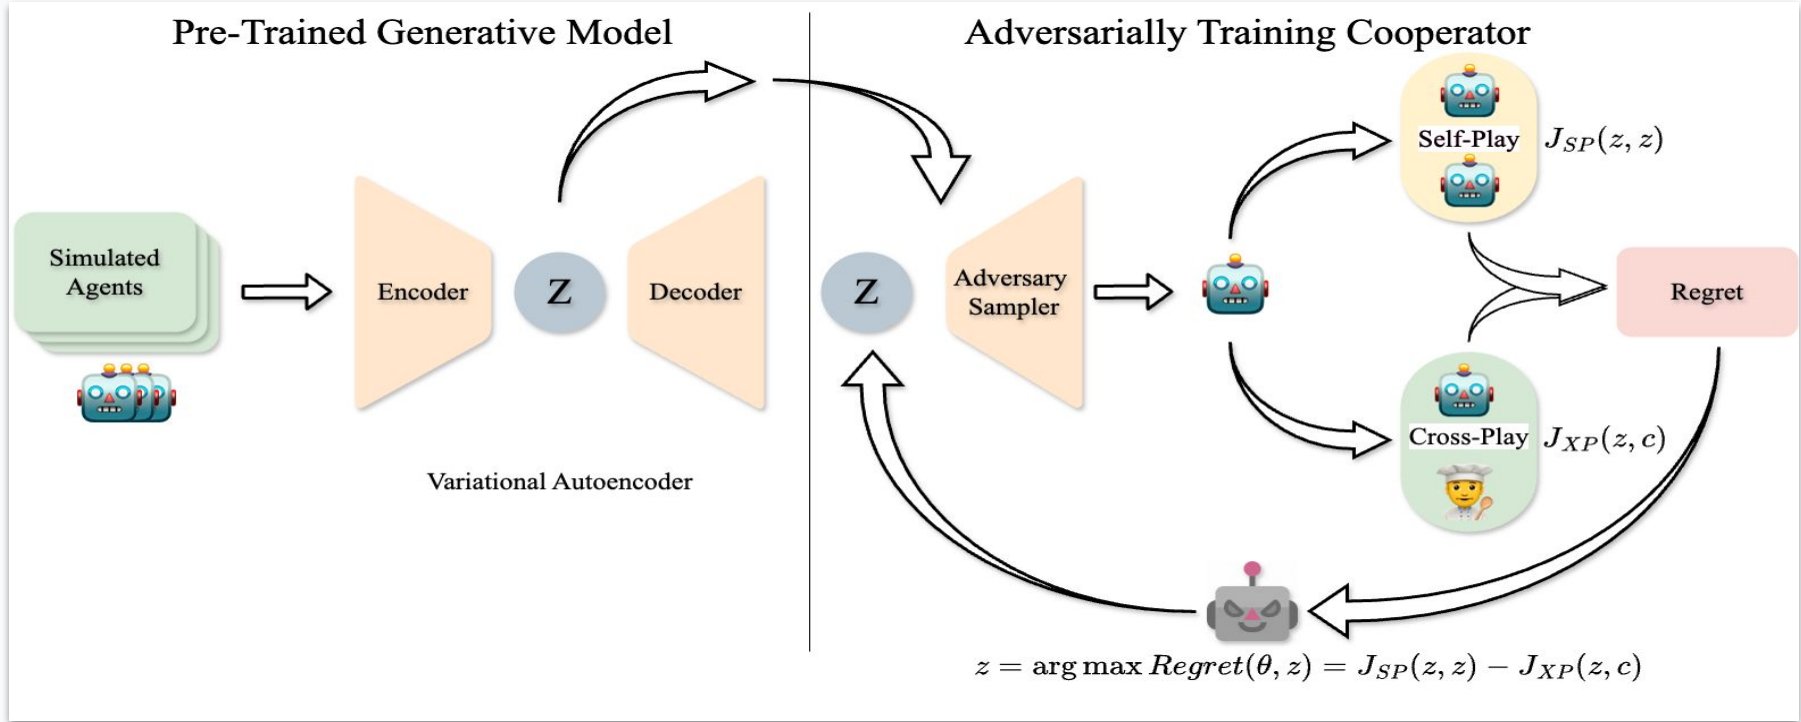 Pre-Trained Generative Model
Adversarially Training Cooperator
Simulated
Agents
Encoder
Z
Decoder
Variational Autoencoder
Z
Adversary
Sampler
Self-Play
J_{SP}(z, z)
Cross-Play
J_{XP}(z, c)
Regret
z = arg max Regret(θ, z) = J_{SP}(z, z) − J_{XP}(z, c)